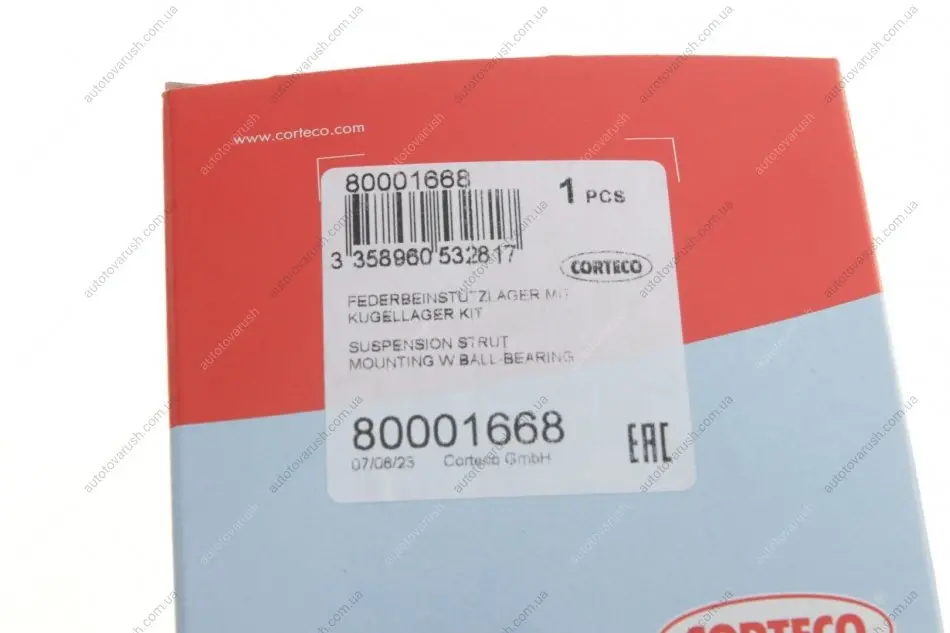 www.corteco.com
80001668
1 PCS
3 358960 532817
CORTECO
FEDERBEINSTÜTZLAGER MIT
KUGELLAGER KIT
SUSPENSION STRUT
MOUNTING W.BALL-BEARING
80001668
07/06/23 Corteco GmbH
EAC
CORTECO
autotovarush.com.ua